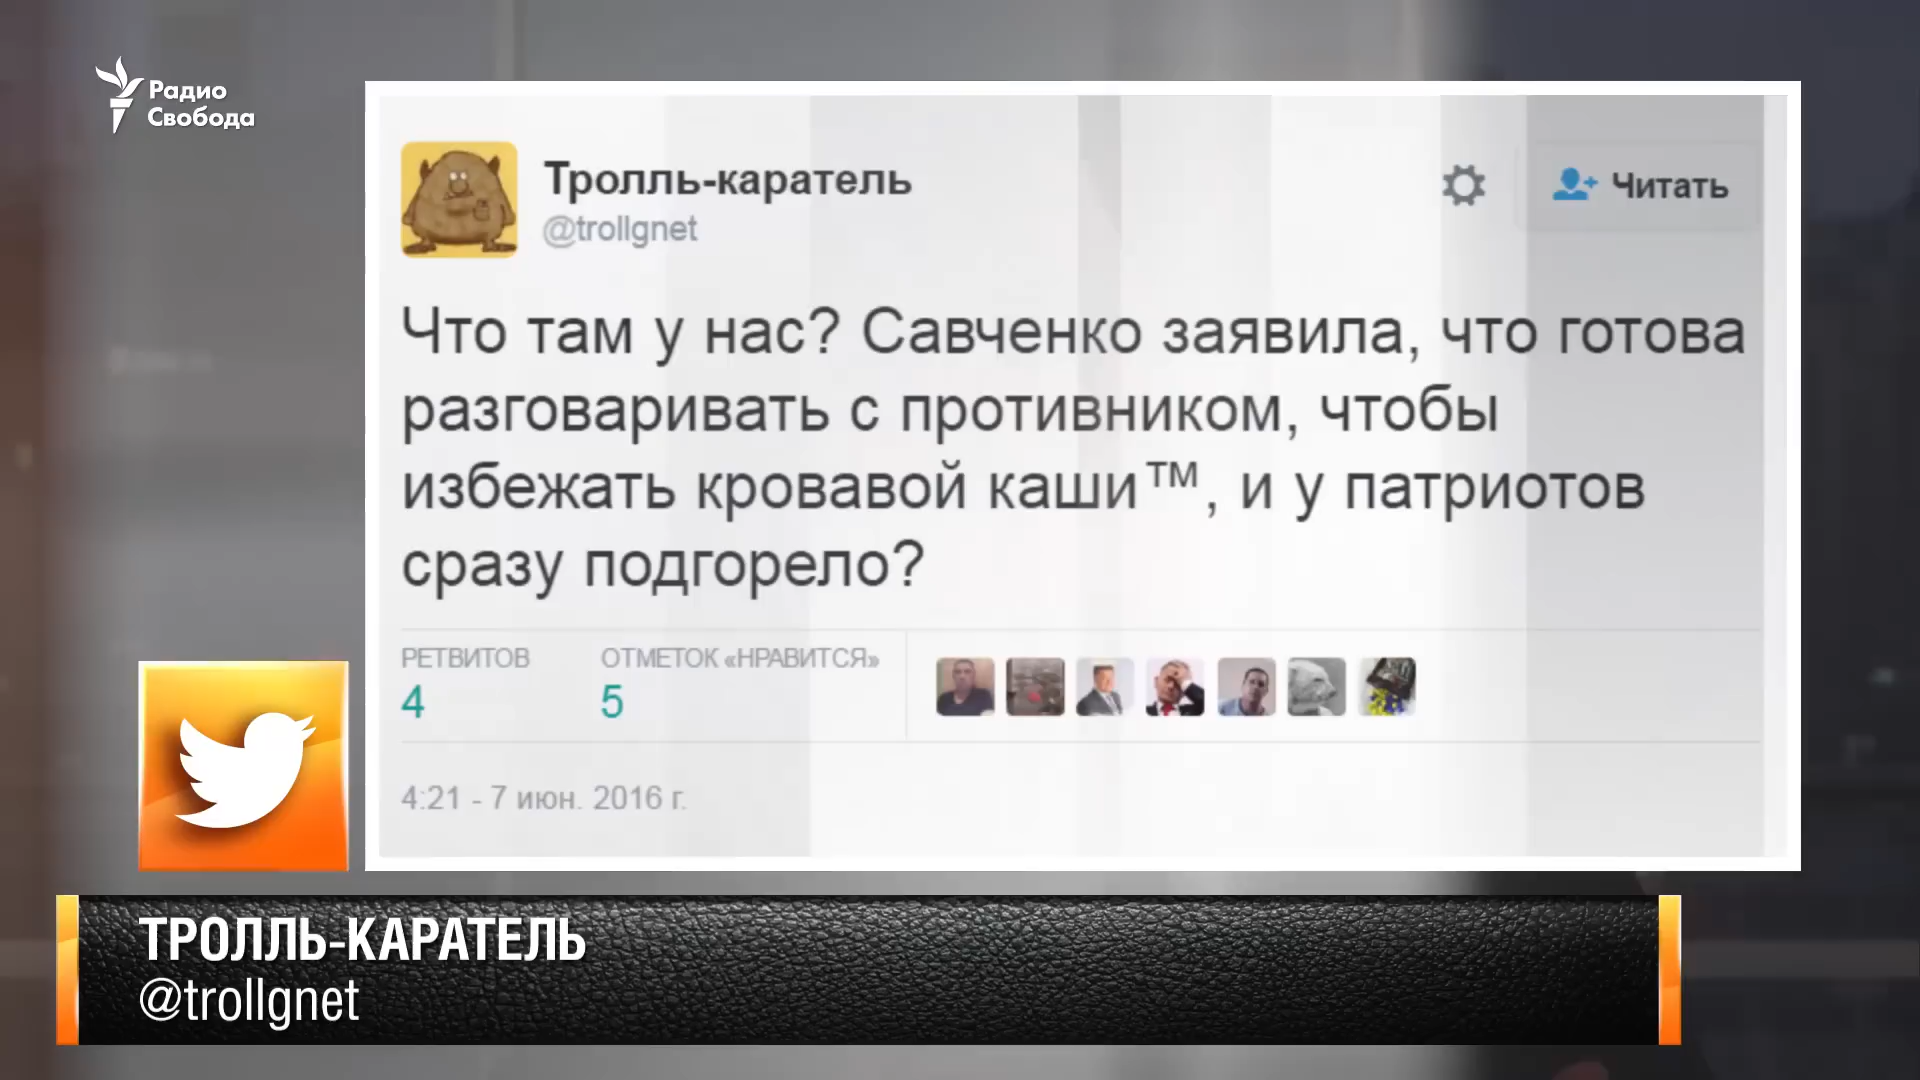 Радио
Свобода
Тролль-каратель
@trollgnet
Читать
Что там у нас? Савченко заявила, что готова
разговаривать с противником, чтобы
избежать кровавой каши™, и у патриотов
сразу подгорело?
РЕТВИТОВ
4
ОТМЕТОК «НРАВИТСЯ»
5
4:21 - 7 июн. 2016 г.
ТРОЛЛЬ-КАРАТЕЛЬ
@trollgnet